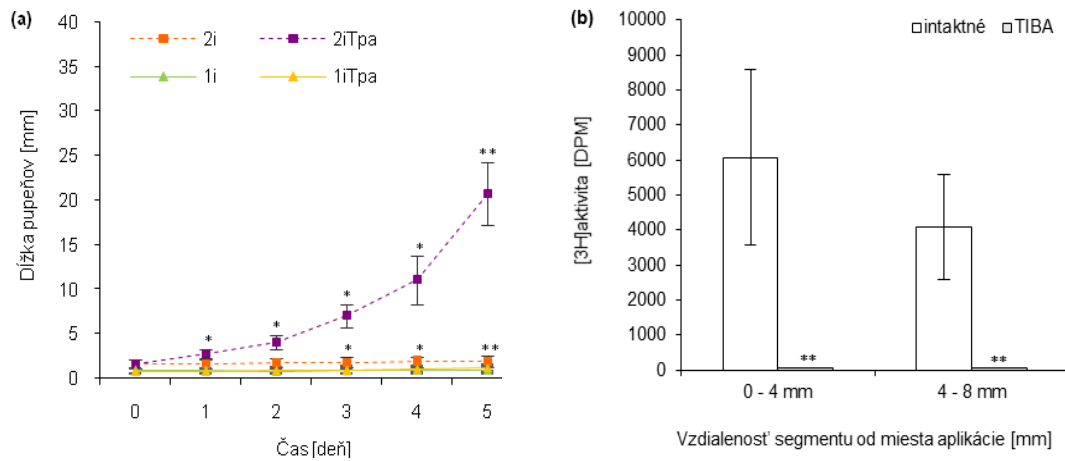 (a)
Dĺžka pupeňov [mm]
40
35
30
25
20
15
10
5
0
2i
2iTpa
1i
1iTpa
* * * * **
* * **
0 1 2 3 4 5
Čas [deň]
(b)
[3H]aktivita [DPM]
10000
9000
8000
7000
6000
5000
4000
3000
2000
1000
0
intaktné TIBA
** **
0 - 4 mm 4 - 8 mm
Vzdialenosť segmentu od miesta aplikácie [mm]